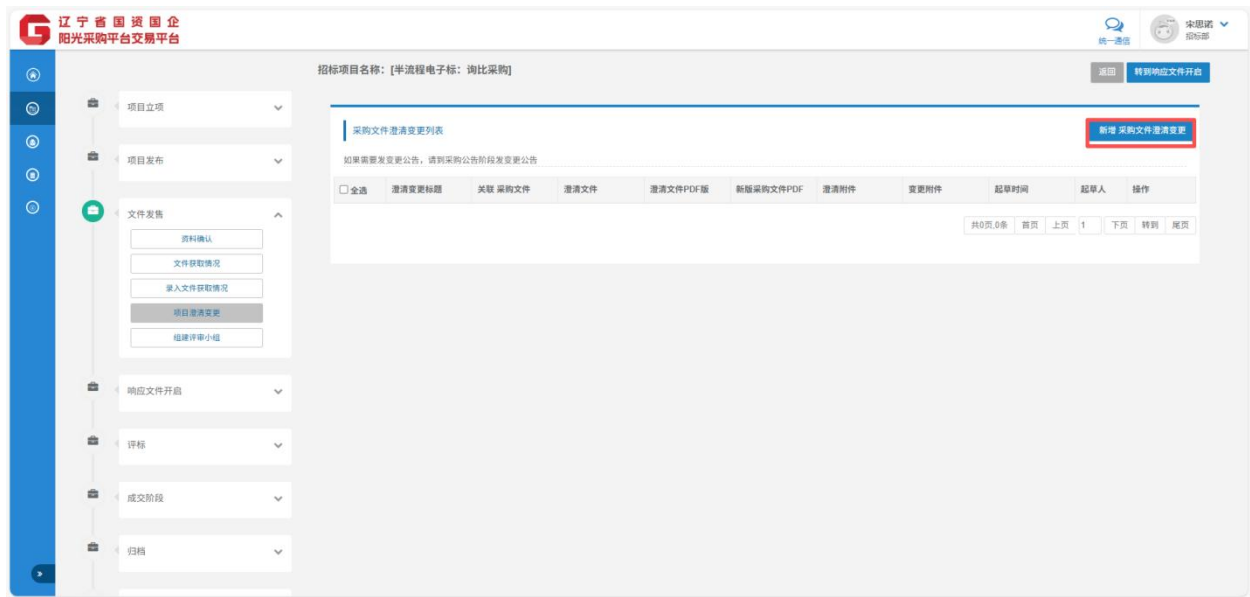 辽宁省国资国企
阳光采购平台交易平台
统一通信
宋思诺
招标部
招标项目名称：[半流程电子标：询比采购]
返回
转到响应文件开启
项目立项
项目发布
文件发售
资料确认
文件获取情况
录入文件获取情况
项目澄清变更
组建评审小组
响应文件开启
评标
成交阶段
归档
采购文件澄清变更列表
新增 采购文件澄清变更
如果需要发变更公告，请到采购公告阶段发变更公告
全选 澄清变更标题 关联 采购文件 澄清文件 澄清文件PDF版 新版采购文件PDF 澄清附件 变更附件 起草时间 起草人 操作
共0页,0条 首页 上页 1 下页 转到 尾页